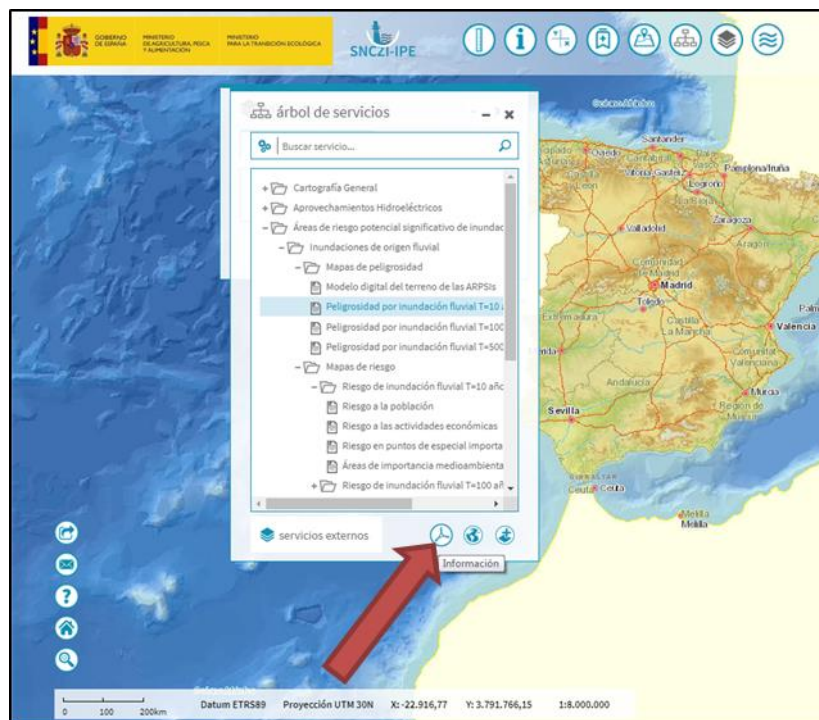 GOBIERNO
DE ESPAÑA
MINISTERIO
DE AGRICULTURA, PESCA
Y ALIMENTACIÓN
MINISTERIO
PARA LA TRANSICIÓN ECOLÓGICA
SNCZI-IPE
árbol de servicios
Buscar servicio...
Cartografía General
Aprovechamientos Hidroeléctricos
Áreas de riesgo potencial significativo de inundac
Inundaciones de origen fluvial
Mapas de peligrosidad
Modelo digital del terreno de las ARPSIs
Peligrosidad por inundación fluvial T=10
Peligrosidad por inundación fluvial T=100
Peligrosidad por inundación fluvial T=500
Mapas de riesgo
Riesgo de inundación fluvial T=10 año
Riesgo a la población
Riesgo a las actividades económicas
Riesgo en puntos de especial importa
Áreas de importancia medioambienta
Riesgo de inundación fluvial T=100 añ
servicios externos
Información
Santander
Oviedo
Vitoria-Gasteiz
Pamplona/Iruña
Logroño
La Rioja
Valladolid
Zaragoza
Aragón
Comunidad
de Madrid
Madrid
Toledo
Extremadura
Castilla
La Mancha
Valencia
Comunitat
Valenciana
Andalucía
Murcia
Región de
Murcia
Sevilla
Ceuta
Ceuta
Melilla
Melilla
0 100 200km
Datum ETRS89 Proyección UTM 30N X: -22.916,77 Y: 3.791.766,15 1:8.000.000